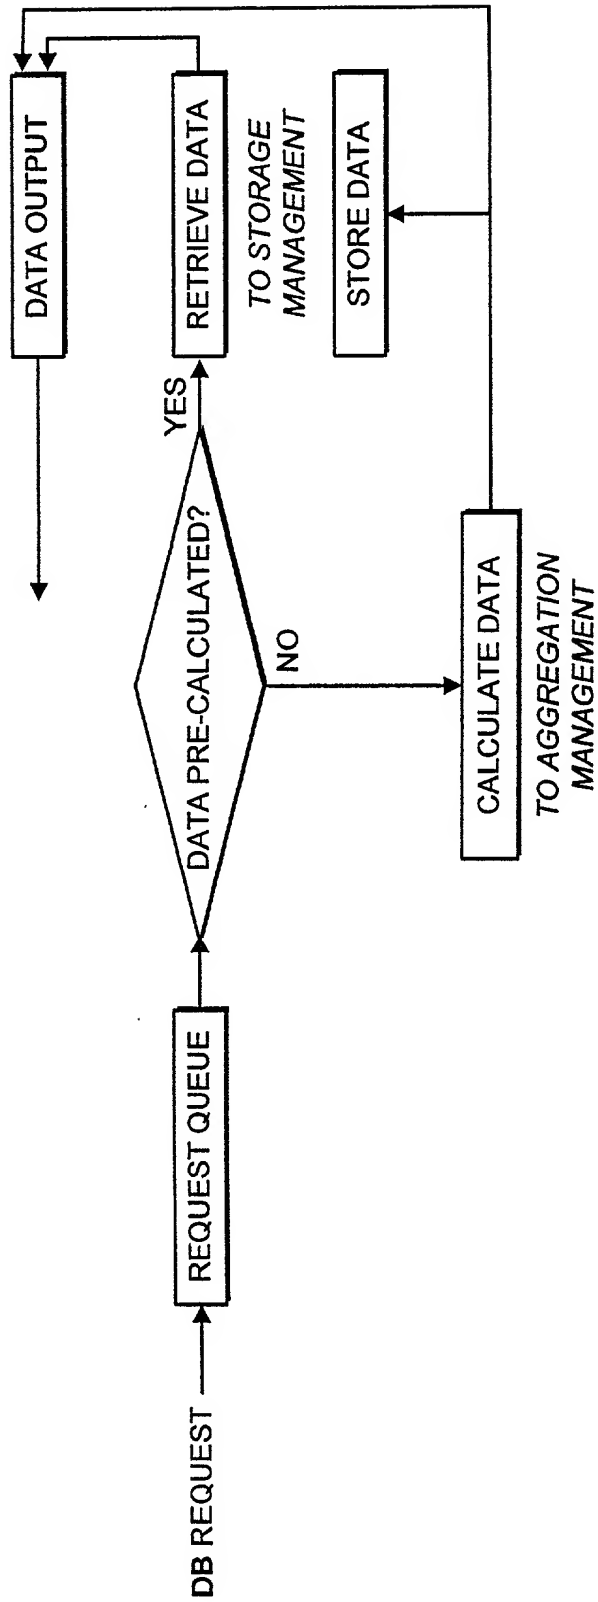 DB REQUEST
REQUEST QUEUE
DATA PRE-CALCULATED?
YES
NO
RETRIEVE DATA
TO STORAGE
MANAGEMENT
DATA OUTPUT
STORE DATA
CALCULATE DATA
TO AGGREGATION
MANAGEMENT